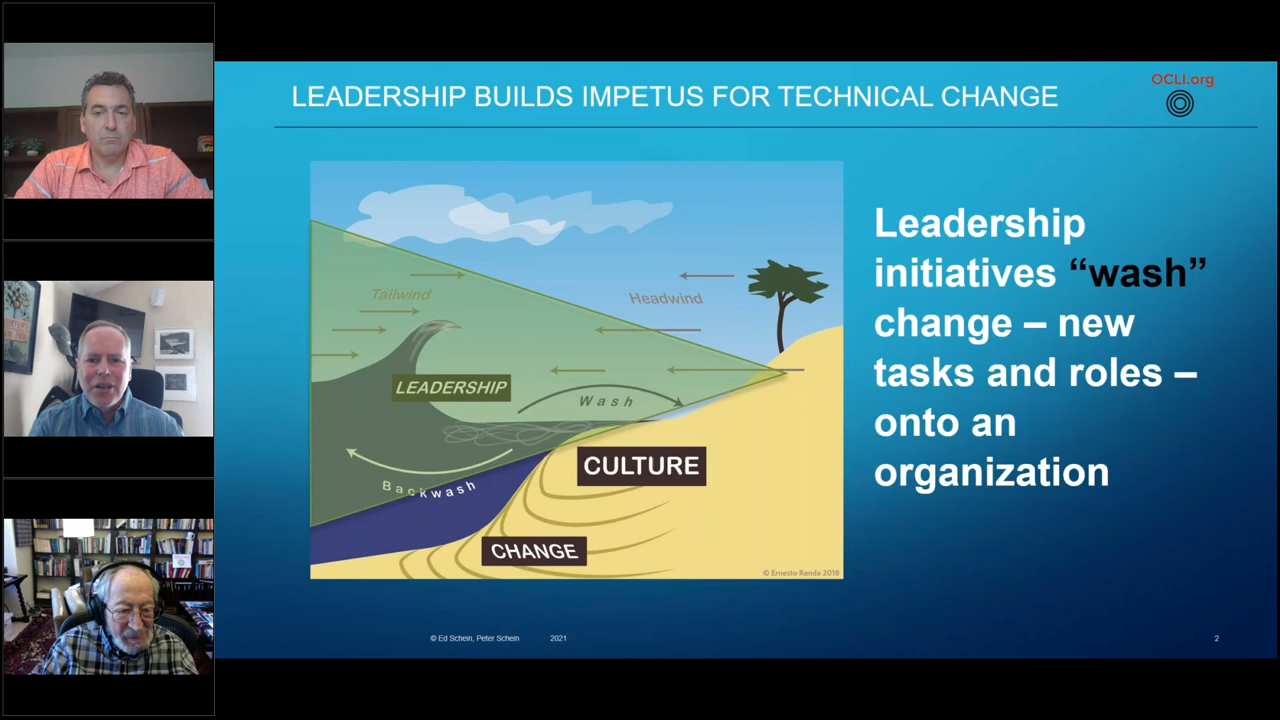 LEADERSHIP BUILDS IMPETUS FOR TECHNICAL CHANGE
OCLI.org
Tailwind
Headwind
LEADERSHIP
Wash
Backwash
CULTURE
CHANGE
© Ernesto Renda 2018
Leadership
initiatives “wash”
change – new
tasks and roles –
onto an
organization
© Ed Schein, Peter Schein 2021
2